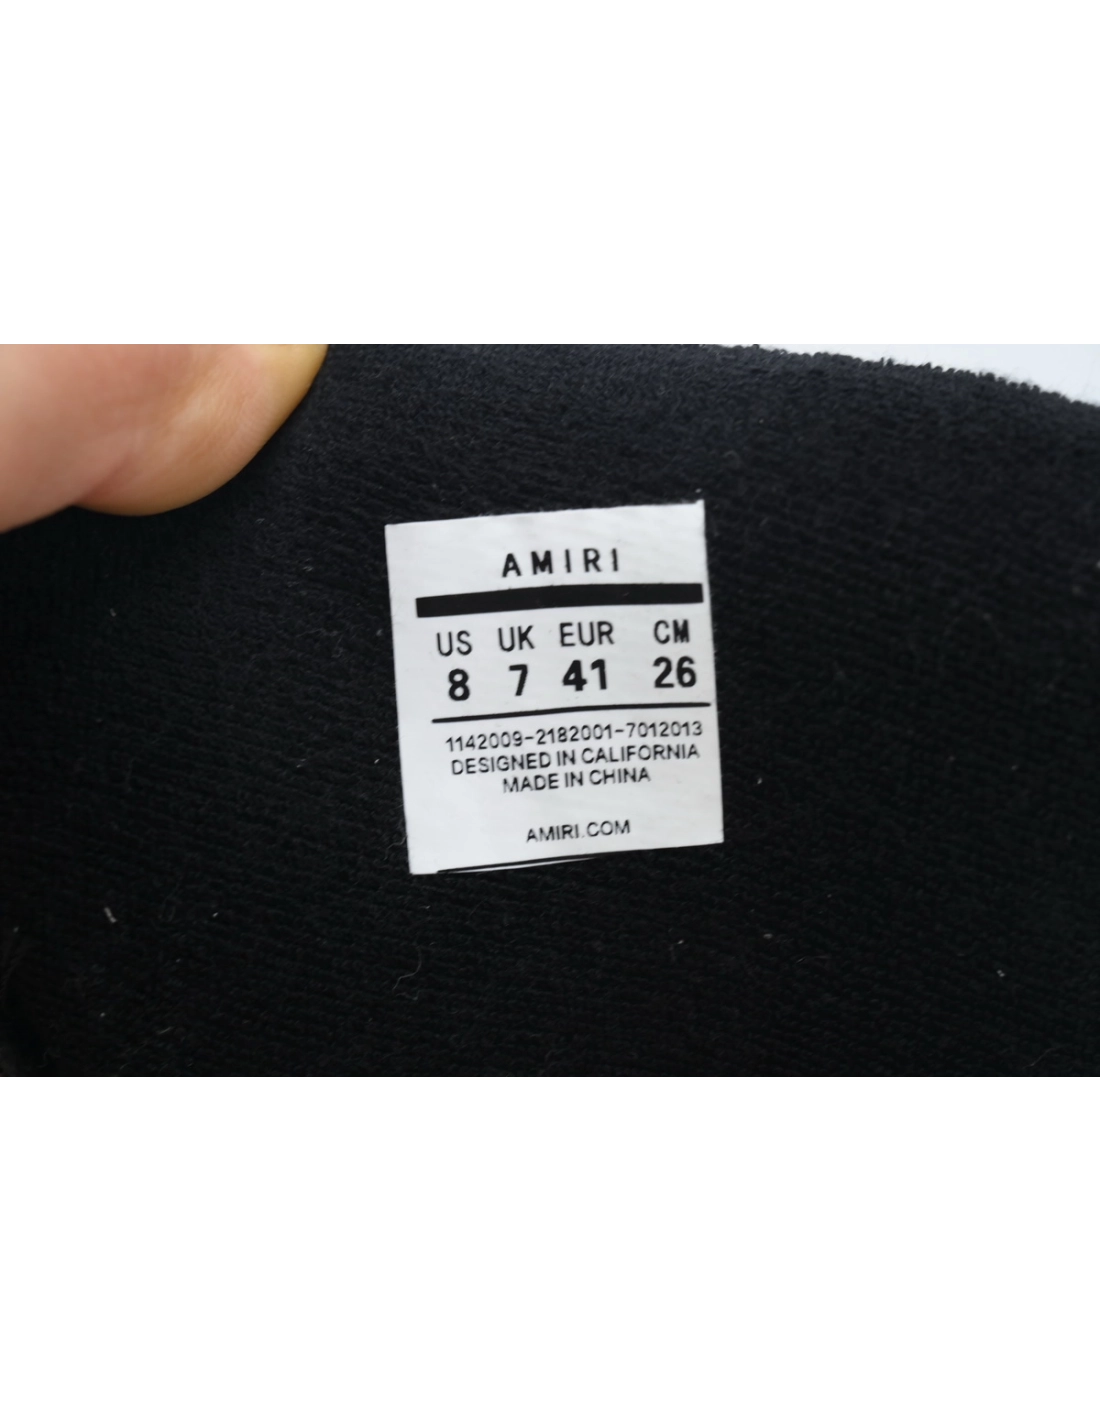 AMIRI
US UK EUR CM
8 7 41 26
1142009-2182001-7012013
DESIGNED IN CALIFORNIA
MADE IN CHINA
AMIRI.COM